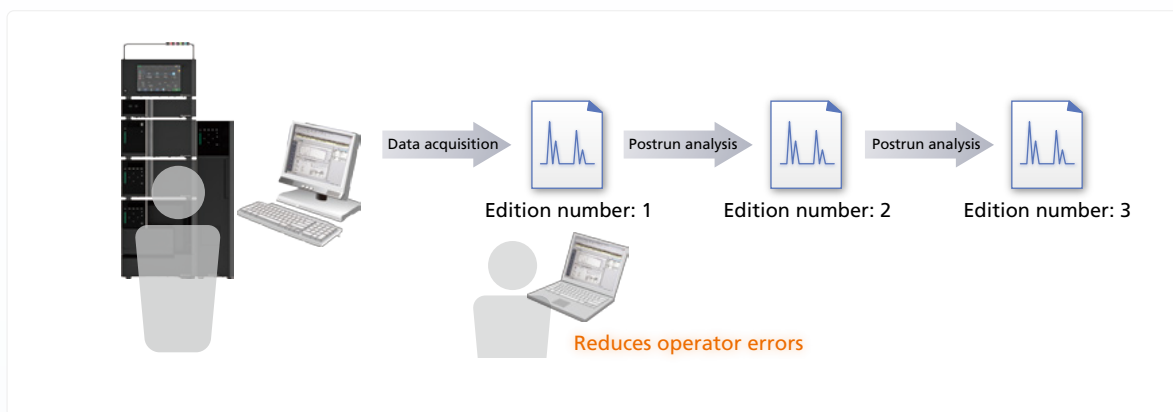 Data acquisition
Postrun analysis
Postrun analysis
Edition number: 1
Edition number: 2
Edition number: 3
Reduces operator errors